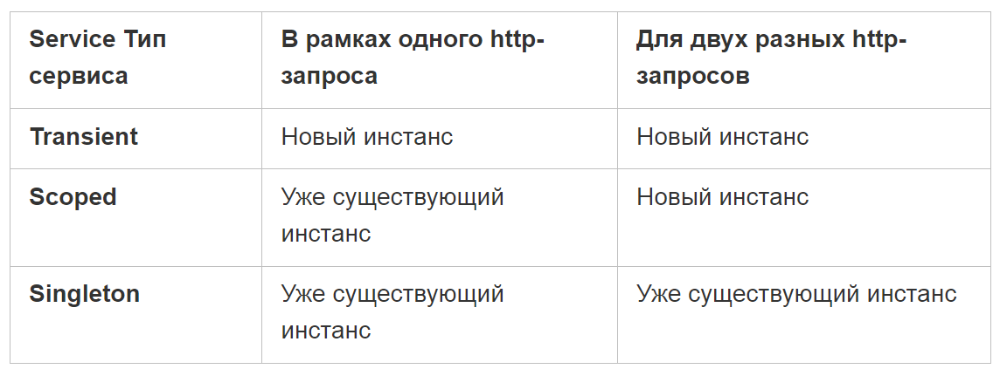 Service Тип
сервиса
В рамках одного http-
запроса
Для двух разных http-
запросов
Transient
Новый инстанс
Новый инстанс
Scoped
Уже существующий
инстанс
Новый инстанс
Singleton
Уже существующий
инстанс
Уже существующий инстанс